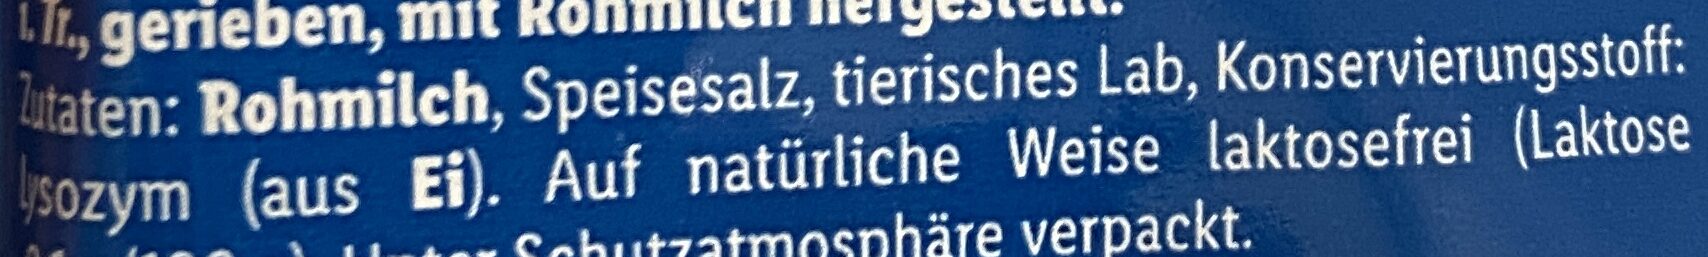 i. Tr., gerieben, mit Rohmilch hergestellt.
Zutaten: Rohmilch, Speisesalz, tierisches Lab, Konservierungsstoff:
Lysozym (aus Ei). Auf natürliche Weise laktosefrei (Laktose
Unter Schutzatmosphäre verpackt.